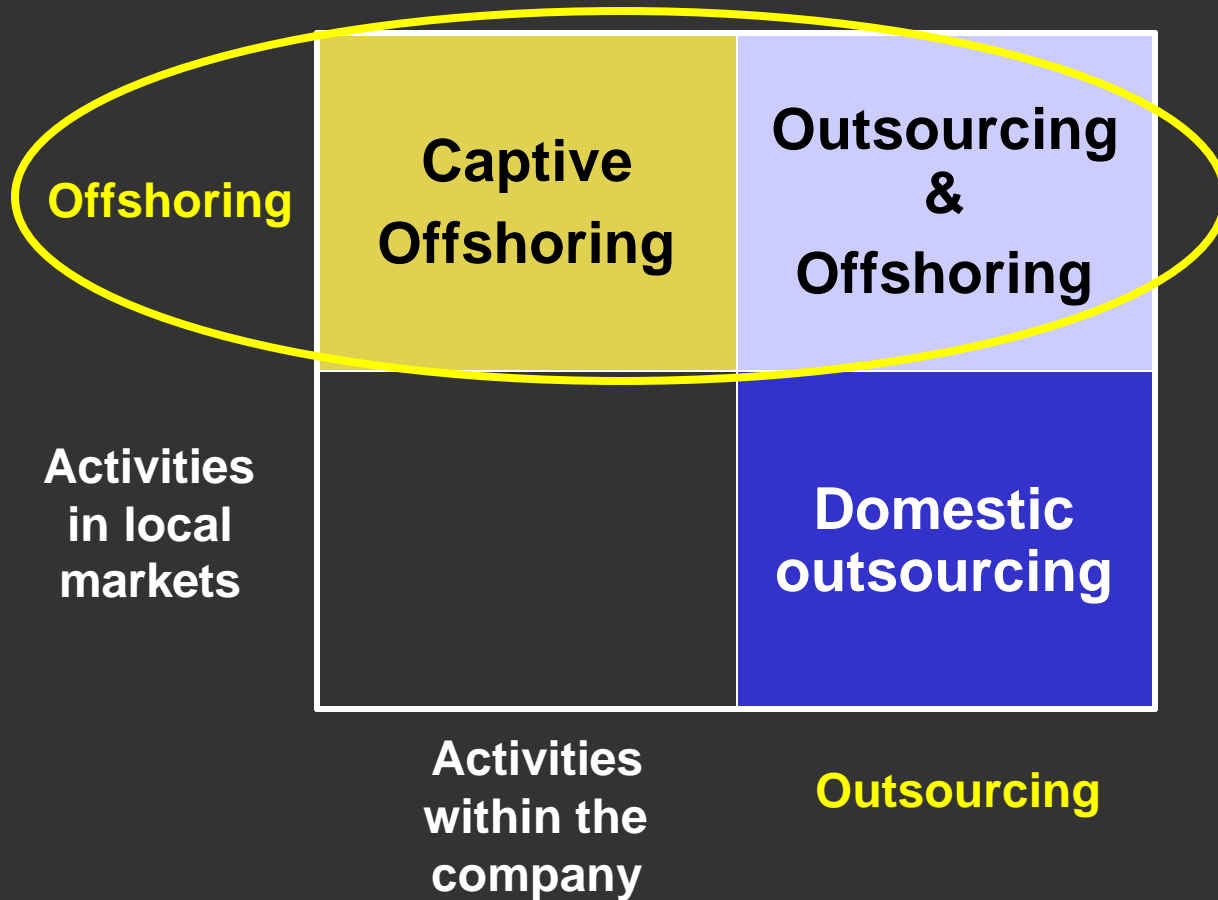 Offshoring
Captive
Offshoring
Outsourcing
&
Offshoring
Activities
in local
markets
Domestic
outsourcing
Activities
within the
company
Outsourcing